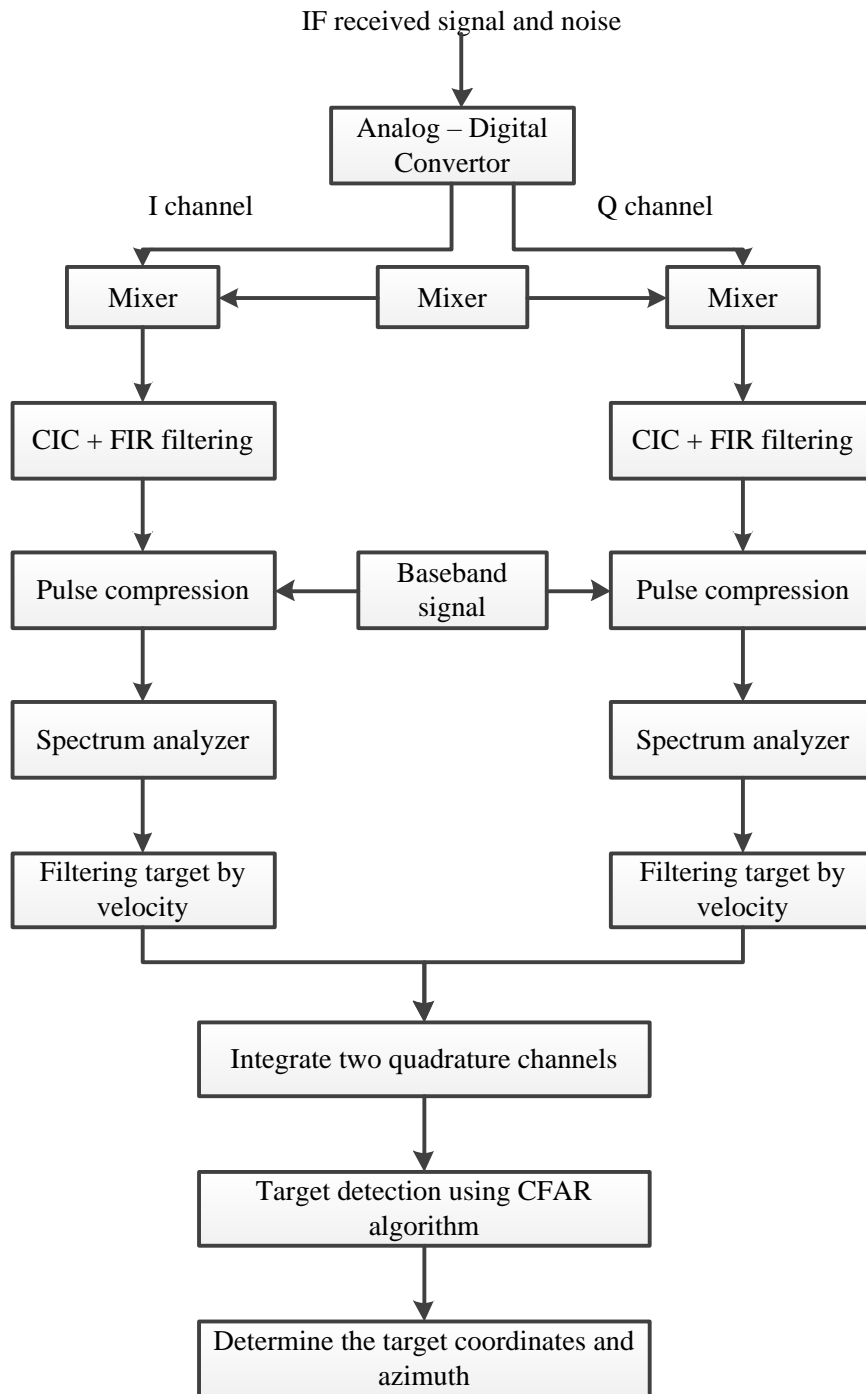 IF received signal and noise
Analog – Digital
Convertor
I channel
Q channel
Mixer
Mixer
Mixer
CIC + FIR filtering
CIC + FIR filtering
Pulse compression
Baseband
signal
Pulse compression
Spectrum analyzer
Spectrum analyzer
Filtering target by
velocity
Filtering target by
velocity
Integrate two quadrature channels
Target detection using CFAR
algorithm
Determine the target coordinates and
azimuth